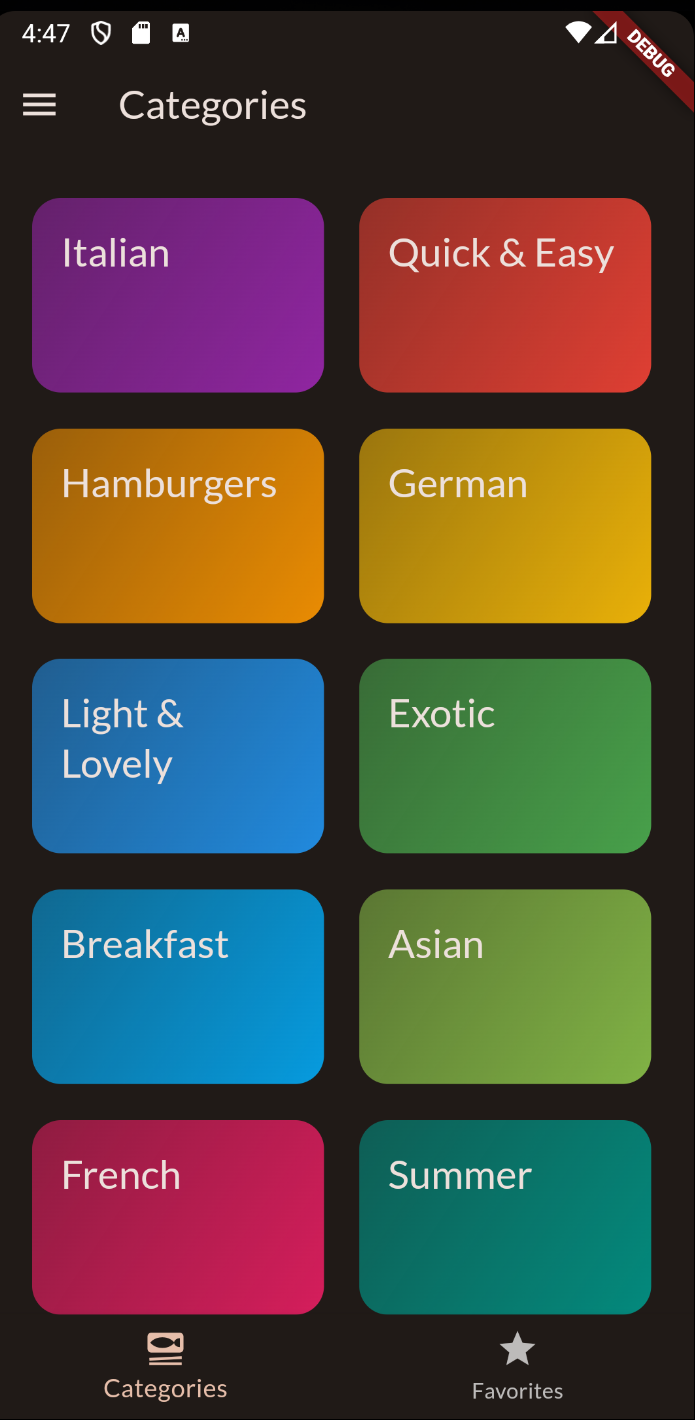 4:47
A
DEBUG
Categories
Italian
Quick & Easy
Hamburgers
German
Light &
Lovely
Exotic
Breakfast
Asian
French
Summer
Categories
Favorites